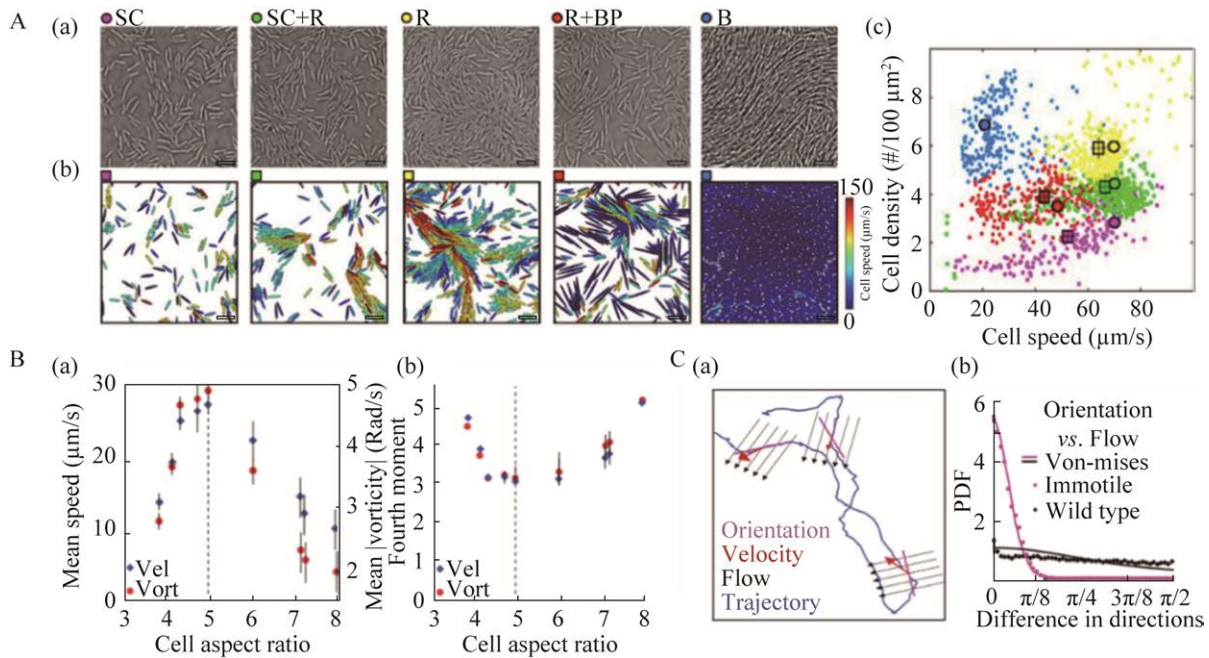 A
(a)
SC
SC+R
R
R+BP
B
(b)
150
Cell speed (μm/s)
0
(c)
Cell density (#/100 μm²)
8
6
4
2
0
0 20 40 60 80
Cell speed (μm/s)
B
(a)
Mean speed (μm/s)
30
20
10
0
5
4
3
2
Mean |vorticity| (Rad/s)
Vel
Vort
3 4 5 6 7 8
Cell aspect ratio
(b)
Fourth moment
5
4
3
2
1
0
Vel
Vort
3 4 5 6 7 8
Cell aspect ratio
C
(a)
Orientation
Velocity
Flow
Trajectory
(b)
PDF
6
4
2
0
Orientation
vs. Flow
Von-mises
Immotile
Wild type
π/8 π/4 3π/8 π/2
Difference in directions